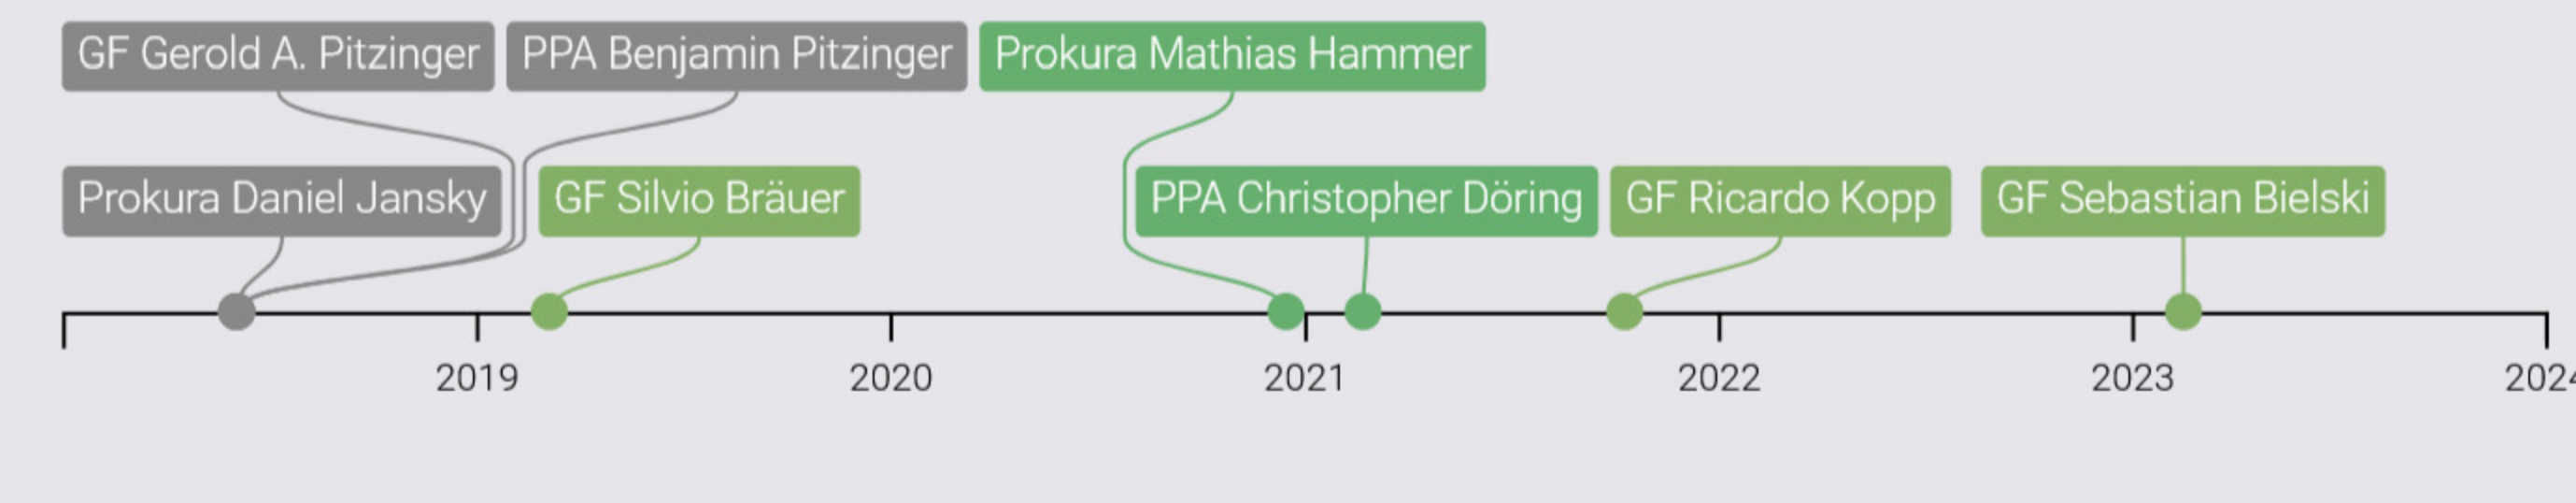 GF Gerold A. Pitzinger PPA Benjamin Pitzinger Prokura Mathias Hammer
Prokura Daniel Jansky GF Silvio Bräuer PPA Christopher Döring GF Ricardo Kopp GF Sebastian Bielski
2019 2020 2021 2022 2023 2024